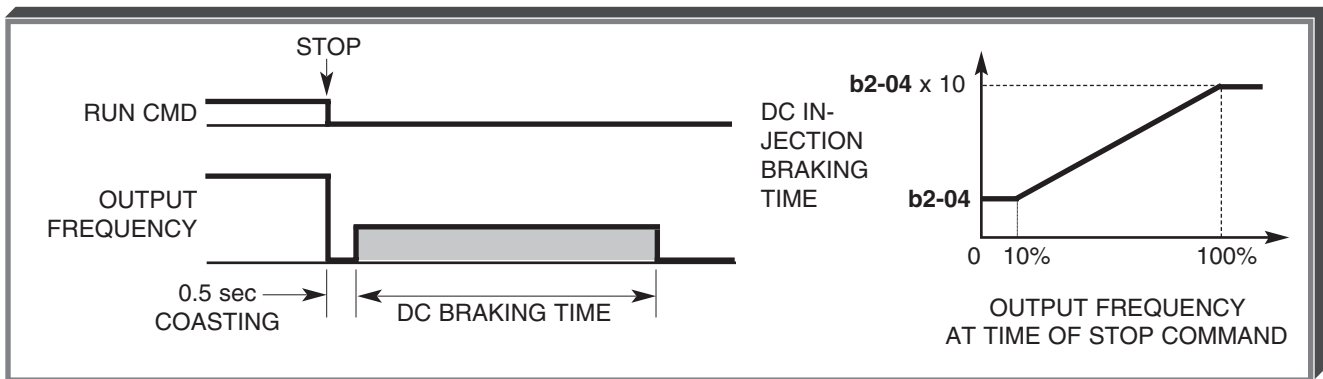 STOP
RUN CMD
OUTPUT
FREQUENCY
0.5 sec
COASTING
DC BRAKING TIME
DC IN-
JECTION
BRAKING
TIME
b2-04 x 10
b2-04
0 10% 100%
OUTPUT FREQUENCY
AT TIME OF STOP COMMAND